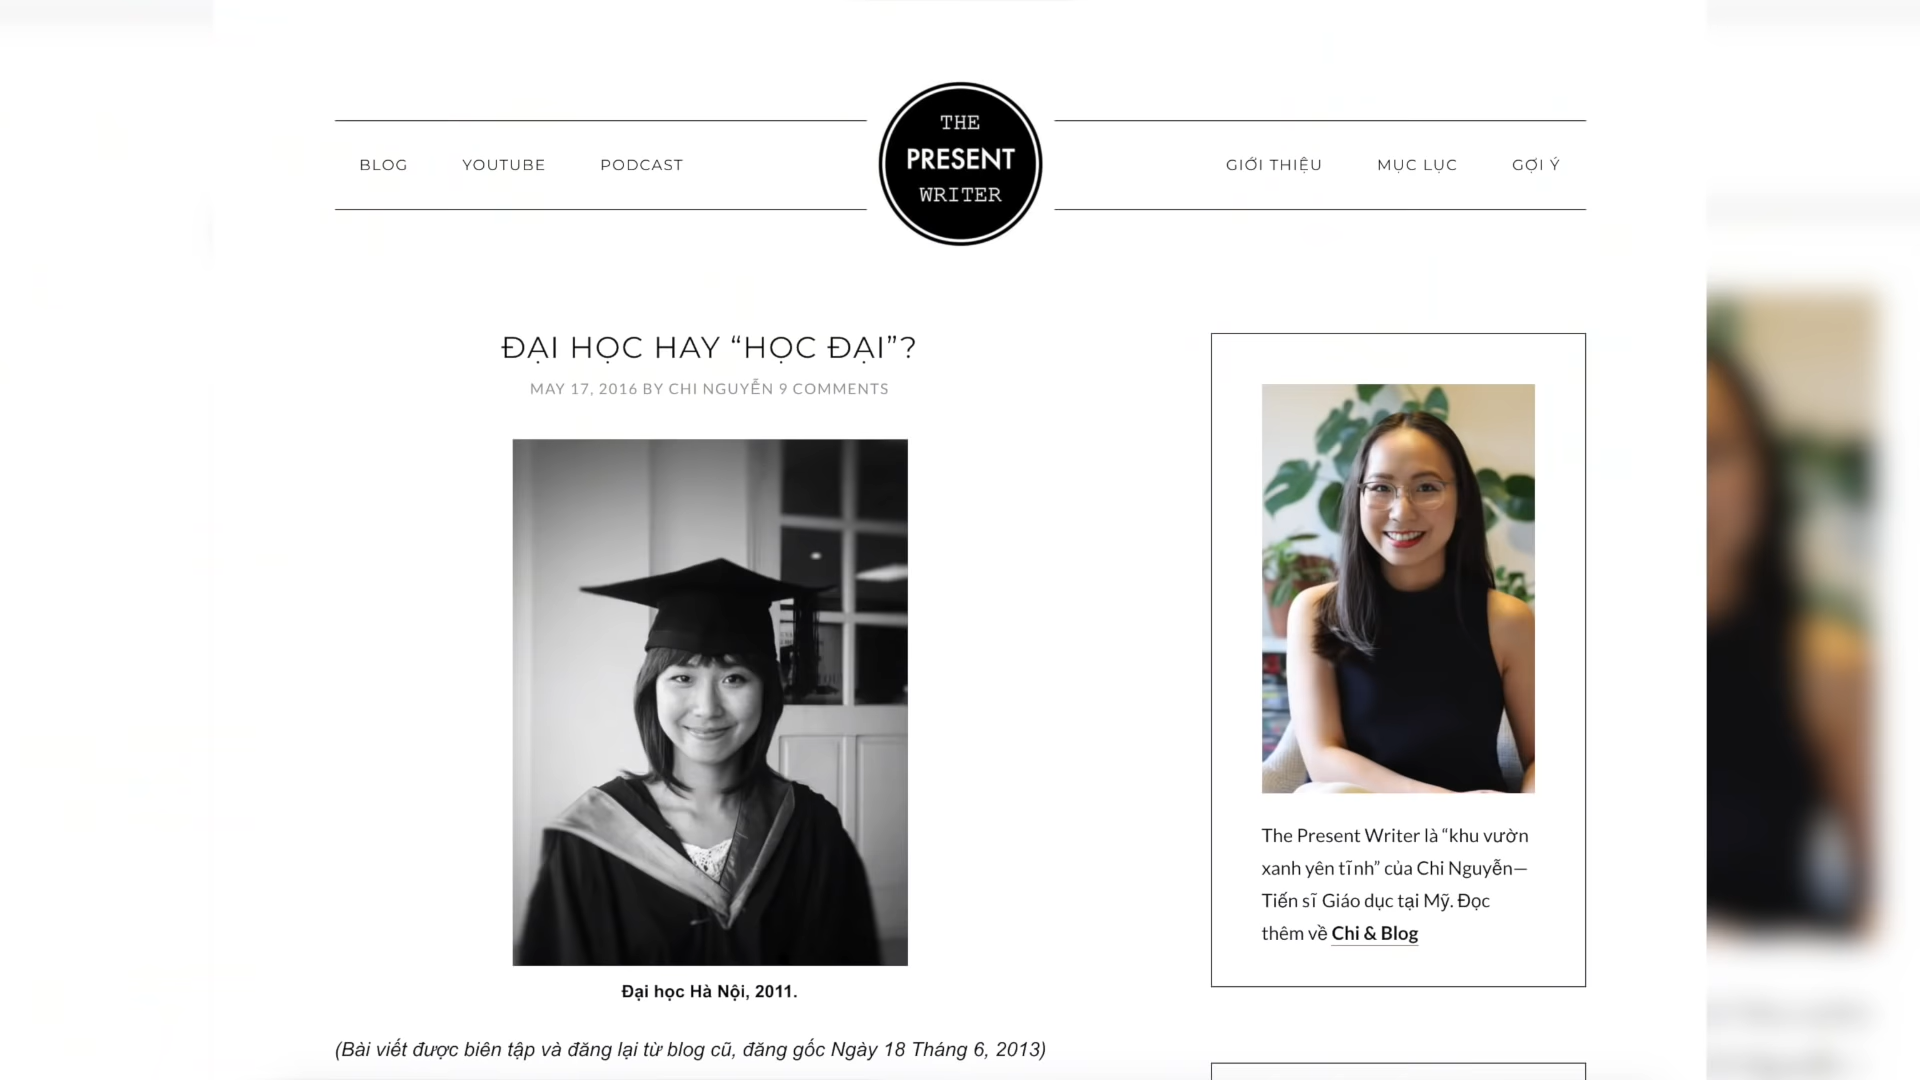 THE
PRESENT
WRITER
BLOG YOUTUBE PODCAST
GIỚI THIỆU MỤC LỤC GỢI Ý
ĐẠI HỌC HAY “HỌC ĐẠI”?
MAY 17, 2016 BY CHI NGUYỄN 9 COMMENTS
Đại học Hà Nội, 2011.
(Bài viết được biên tập và đăng lại từ blog cũ, đăng gốc Ngày 18 Tháng 6, 2013)
The Present Writer là “khu vườn
xanh yên tĩnh” của Chi Nguyễn—
Tiến sĩ Giáo dục tại Mỹ. Đọc
thêm về Chi & Blog